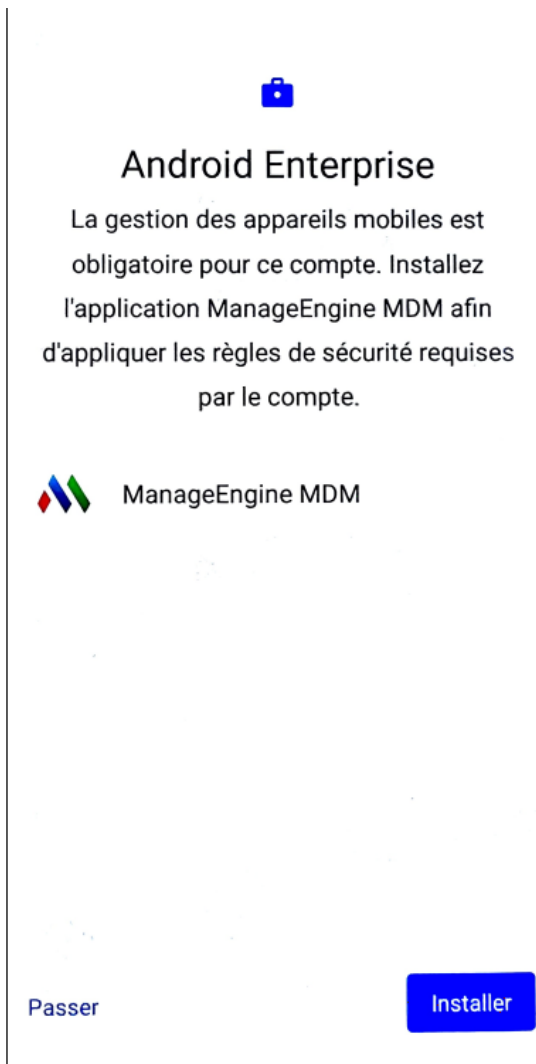 Android Enterprise
La gestion des appareils mobiles est
obligatoire pour ce compte. Installez
l'application ManageEngine MDM afin
d'appliquer les règles de sécurité requises
par le compte.
ManageEngine MDM
Passer
Installer